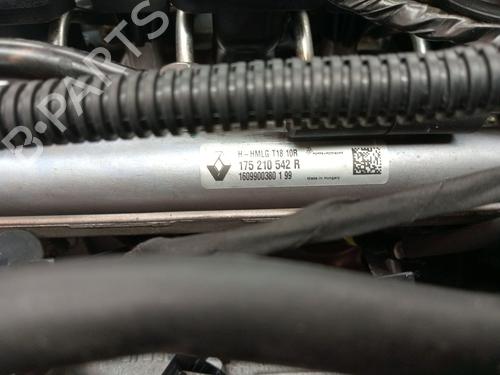 H-HMLG T18 10R
175 210 542 R
1609900380 1 99
Made in Hungary
B-PARTS